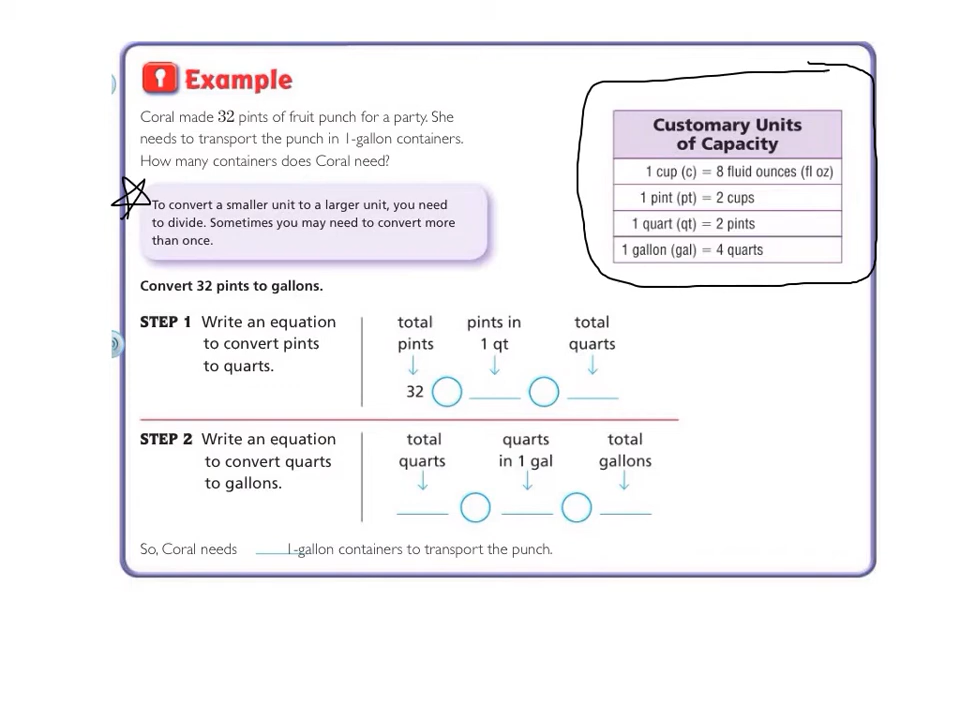 Example
Coral made 32 pints of fruit punch for a party. She
needs to transport the punch in 1-gallon containers.
How many containers does Coral need?
To convert a smaller unit to a larger unit, you need
to divide. Sometimes you may need to convert more
than once.
Customary Units
of Capacity
1 cup (c) = 8 fluid ounces (fl oz)
1 pint (pt) = 2 cups
1 quart (qt) = 2 pints
1 gallon (gal) = 4 quarts
Convert 32 pints to gallons.
STEP 1 Write an equation
to convert pints
to quarts.
total pints in total
pints 1 qt quarts
32
STEP 2 Write an equation
to convert quarts
to gallons.
total quarts total
quarts in 1 gal gallons
So, Coral needs ____1-gallon containers to transport the punch.